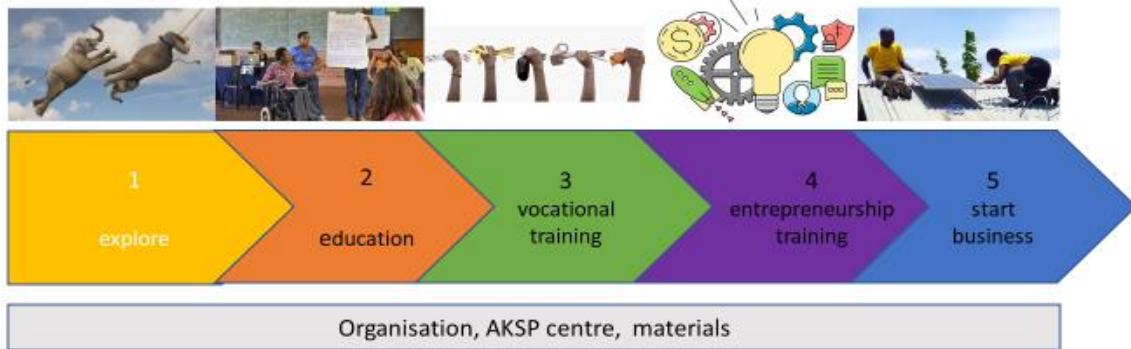 1
explore
2
education
3
vocational
training
4
entrepreneurship
training
5
start
business
Organisation, AKSP centre, materials